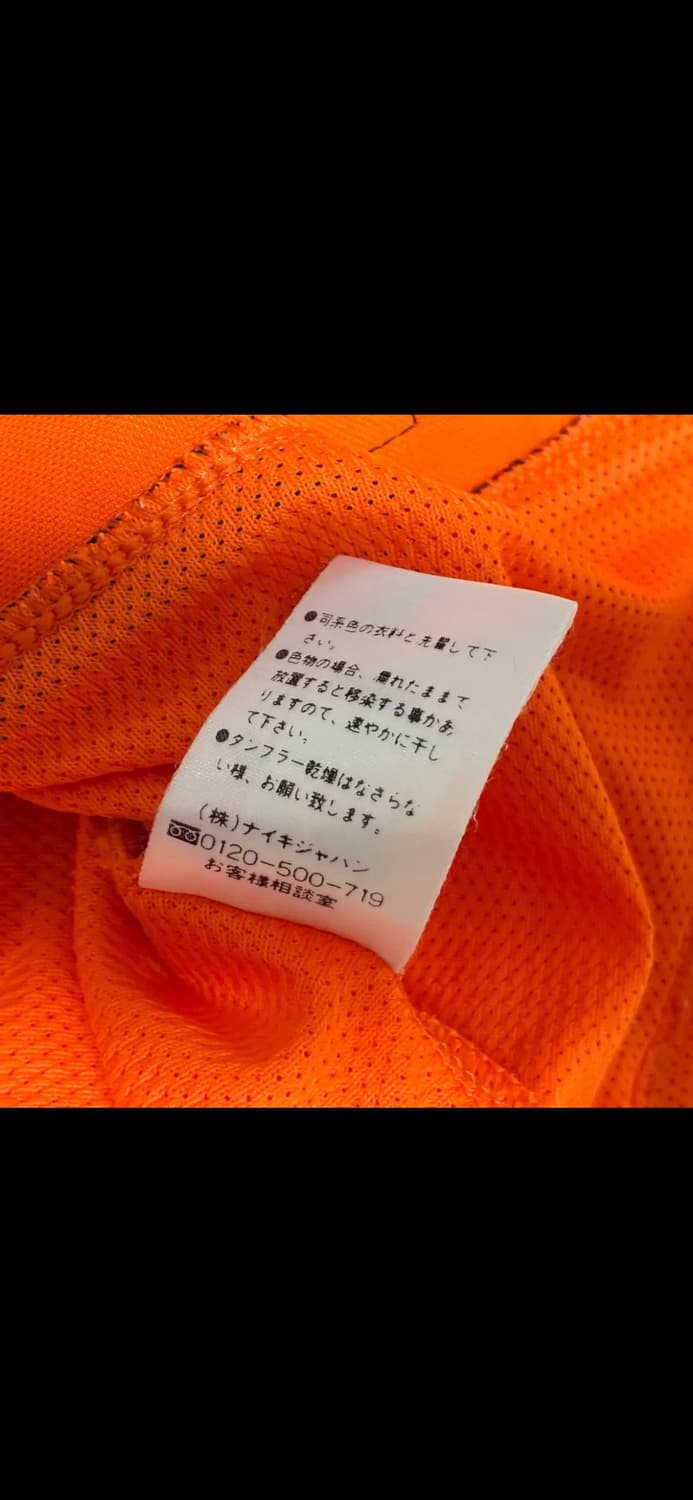 ●同系色の衣料と洗濯して下
さい。
●色物の場合、濡れたままで
放置すると移染する事があ
りますので、速やかに干し
て下さい。
●タンブラー乾燥はなさらな
い様、お願い致します。
(株)ナイキジャパン
0120-500-719
お客様相談室